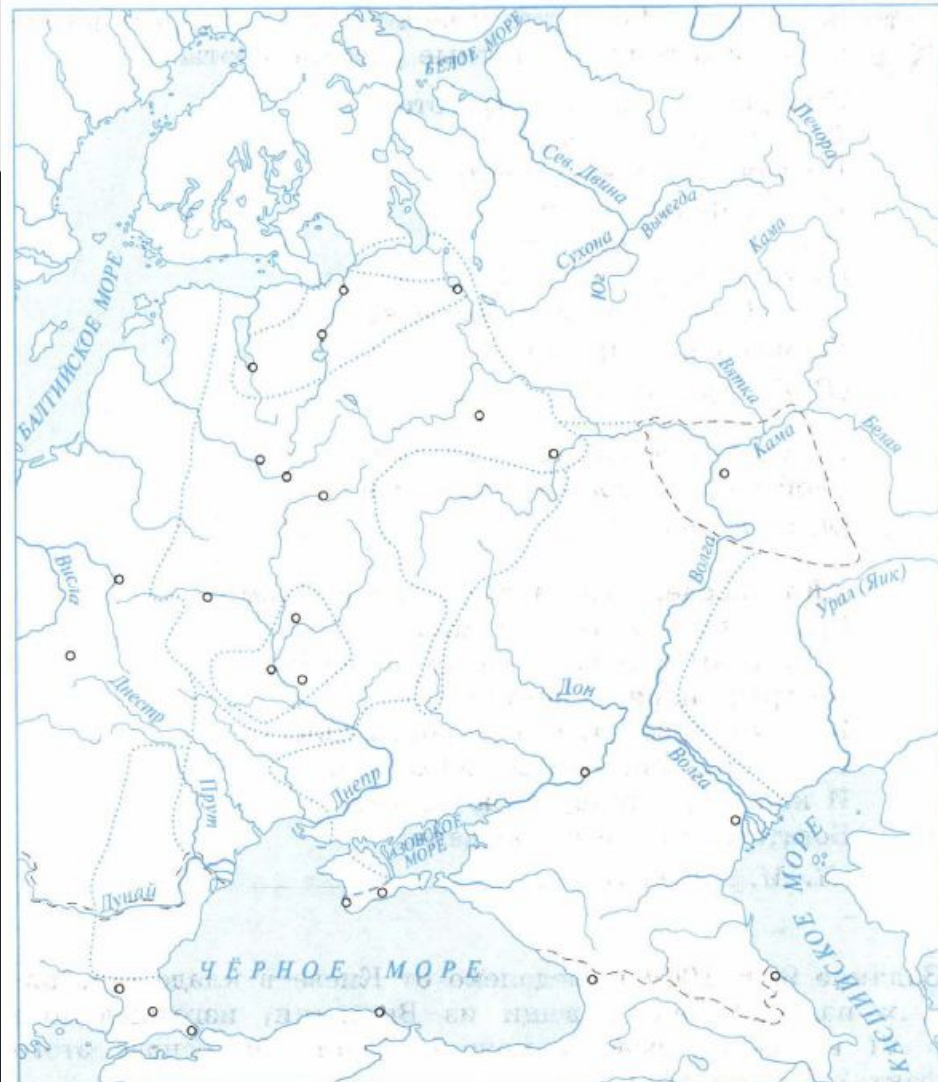 БЕЛОЕ МОРЕ
Печора
Сев. Двина
Вычегда
Сухона
Юг
Кама
БАЛТИЙСКОЕ МОРЕ
Вятка
Кама
Белая
Висла
Волга
Урал (Яик)
Днестр
Дон
Волга
Прут
Днепр
АЗОВСКОЕ
МОРЕ
Дунай
ЧЁРНОЕ МОРЕ
КАСПИЙСКОЕ МОРЕ